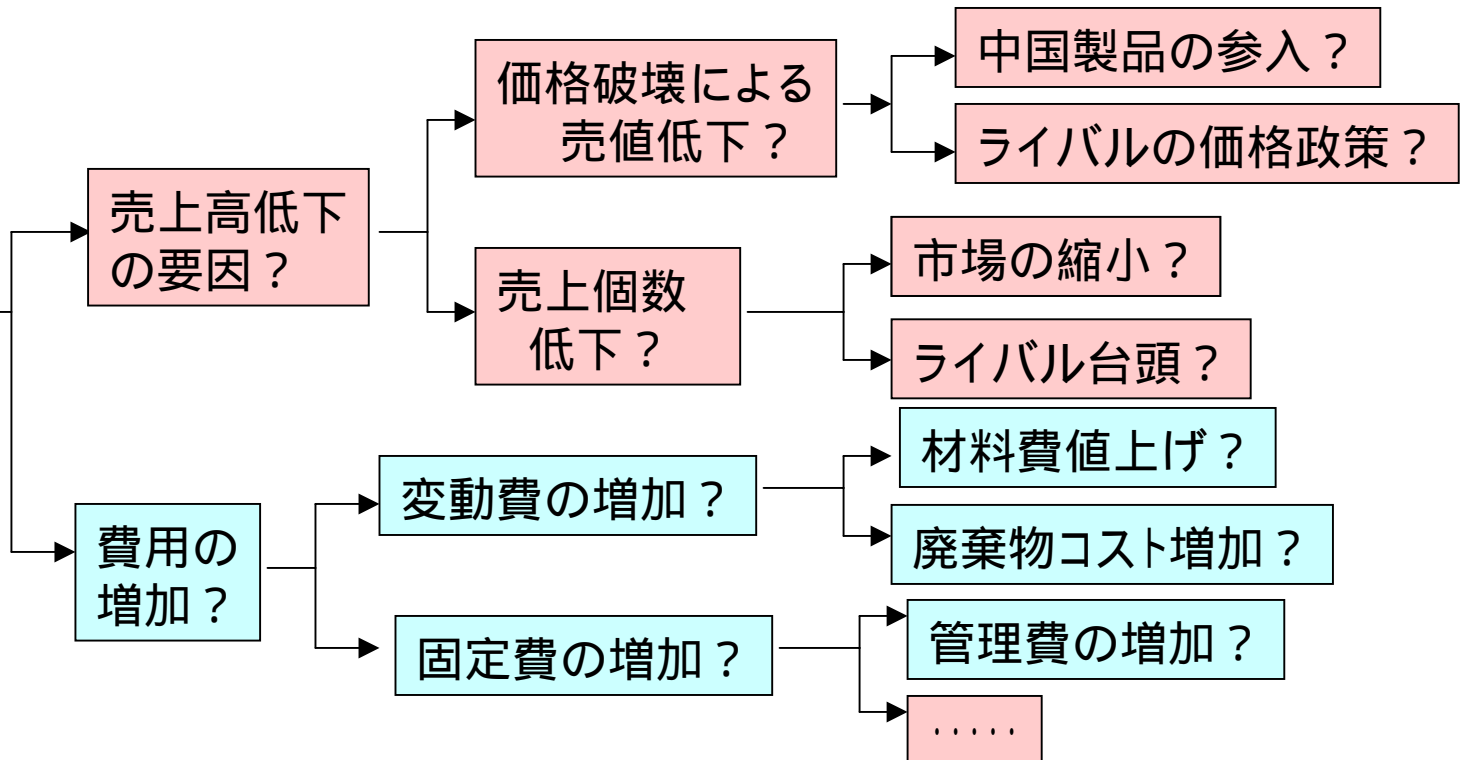 中国製品の参入？
価格破壊による
売値低下？
ライバルの価格政策？
売上高低下
の要因？
市場の縮小？
売上個数
低下？
ライバル台頭？
材料費値上げ？
変動費の増加？
費用の
増加？
廃棄物コスト増加？
固定費の増加？
管理費の増加？
・・・・・